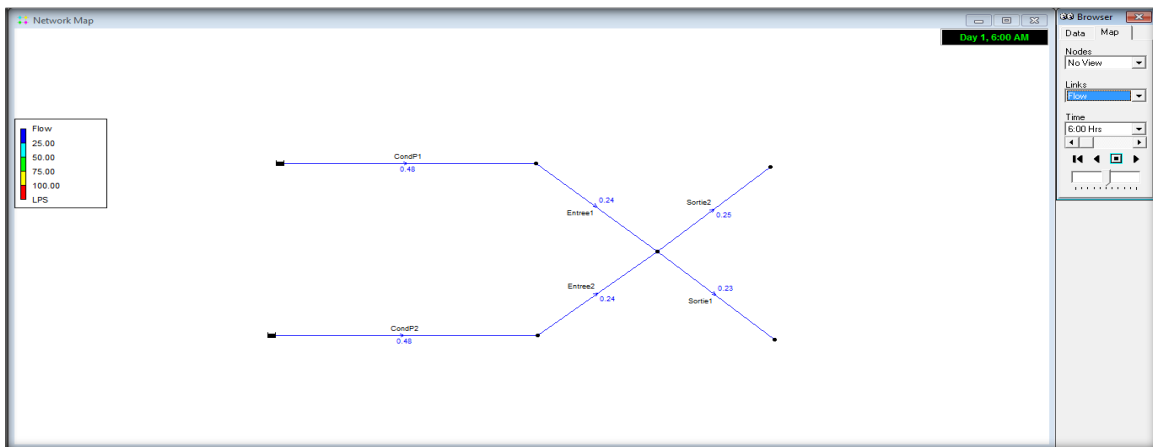 Network Map
Day 1, 6:00 AM
Flow
25.00
50.00
75.00
100.00
LPS
CondP1
0.48
0.24
Entree1
Sortie2
0.25
Entree2
0.24
0.23
Sortie1
CondP2
0.48
Browser
Data Map
Nodes
No View
Links
Flow
Time
6:00 Hrs